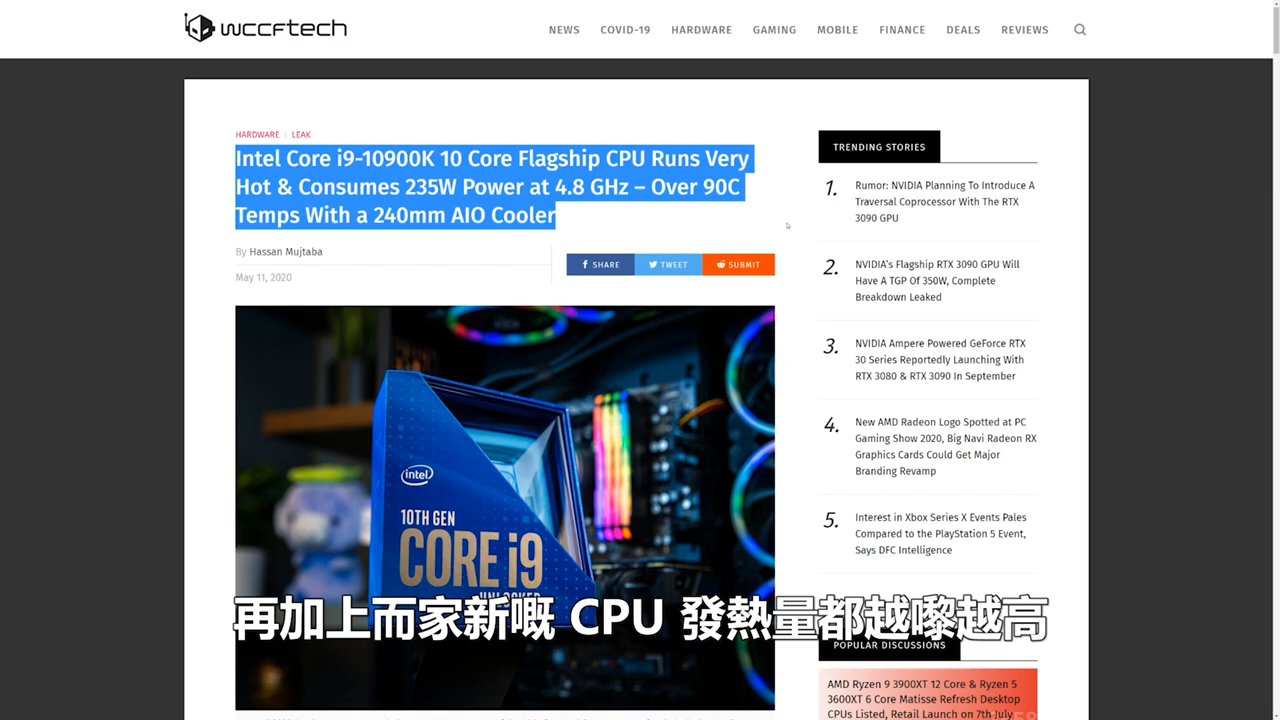 wccftech
NEWS COVID-19 HARDWARE GAMING MOBILE FINANCE DEALS REVIEWS
HARDWARE | LEAK
Intel Core i9-10900K 10 Core Flagship CPU Runs Very
Hot & Consumes 235W Power at 4.8 GHz – Over 90C
Temps With a 240mm AIO Cooler
By Hassan Mujtaba
May 11, 2020
SHARE TWEET SUBMIT
intel
10TH GEN
CORE i9
再加上而家新嘅 CPU 發熱量都越嚟越高
TRENDING STORIES
1. Rumor: NVIDIA Planning To Introduce A
Traversal Coprocessor With The RTX
3090 GPU
2. NVIDIA's Flagship RTX 3090 GPU Will
Have A TGP Of 350W, Complete
Breakdown Leaked
3. NVIDIA Ampere Powered GeForce RTX
30 Series Reportedly Launching With
RTX 3080 & RTX 3090 In September
4. New AMD Radeon Logo Spotted at PC
Gaming Show 2020, Big Navi Radeon RX
Graphics Cards Could Get Major
Branding Revamp
5. Interest in Xbox Series X Events Pales
Compared to the PlayStation 5 Event,
Says DFC Intelligence
POPULAR DISCUSSIONS
AMD Ryzen 9 3900XT 12 Core & Ryzen 5
3600XT 6 Core Matisse Refresh Desktop
CPUs Listed, Retail Launch on 7th July